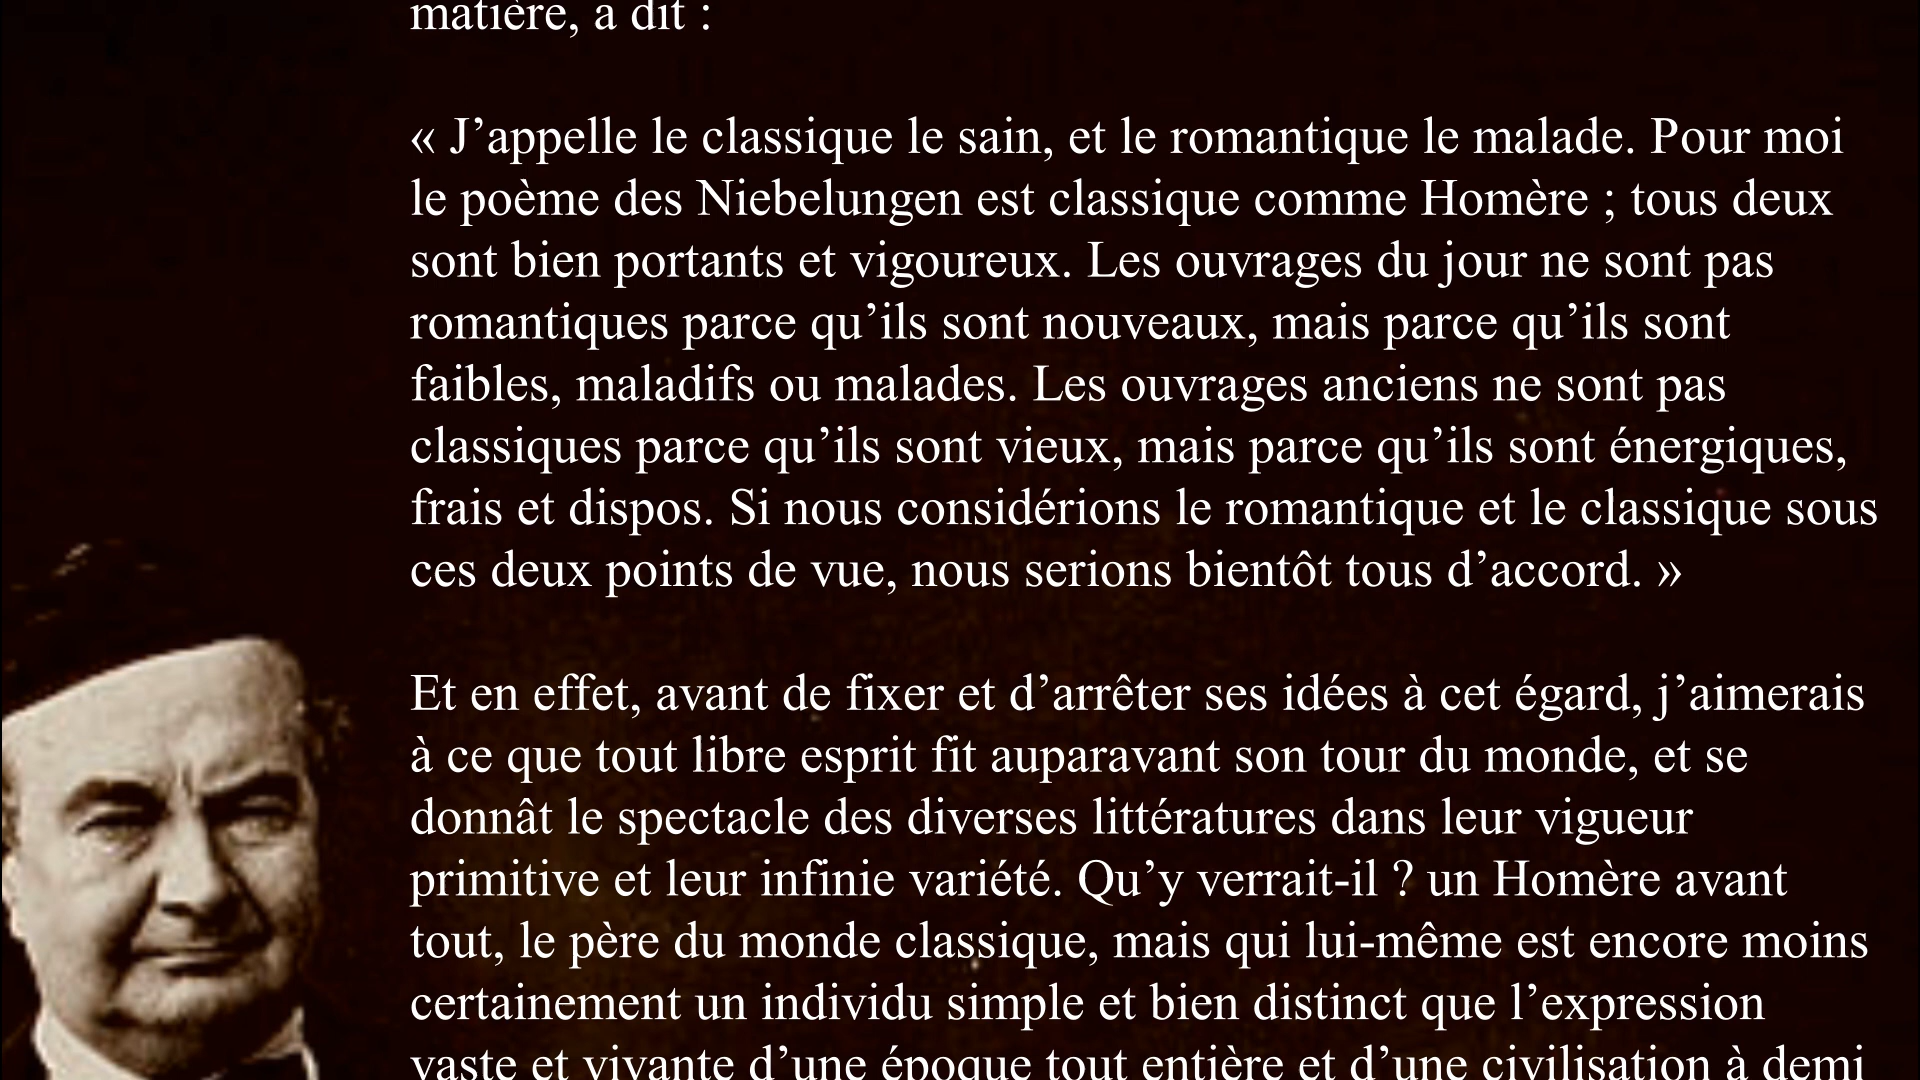 matière, a dit :
« J’appelle le classique le sain, et le romantique le malade. Pour moi
le poème des Niebelungen est classique comme Homère ; tous deux
sont bien portants et vigoureux. Les ouvrages du jour ne sont pas
romantiques parce qu’ils sont nouveaux, mais parce qu’ils sont
faibles, maladifs ou malades. Les ouvrages anciens ne sont pas
classiques parce qu’ils sont vieux, mais parce qu’ils sont énergiques,
frais et dispos. Si nous considérions le romantique et le classique sous
ces deux points de vue, nous serions bientôt tous d’accord. »
Et en effet, avant de fixer et d’arrêter ses idées à cet égard, j’aimerais
à ce que tout libre esprit fit auparavant son tour du monde, et se
donnât le spectacle des diverses littératures dans leur vigueur
primitive et leur infinie variété. Qu’y verrait-il ? un Homère avant
tout, le père du monde classique, mais qui lui-même est encore moins
certainement un individu simple et bien distinct que l’expression
vaste et vivante d’une époque tout entière et d’une civilisation à demi